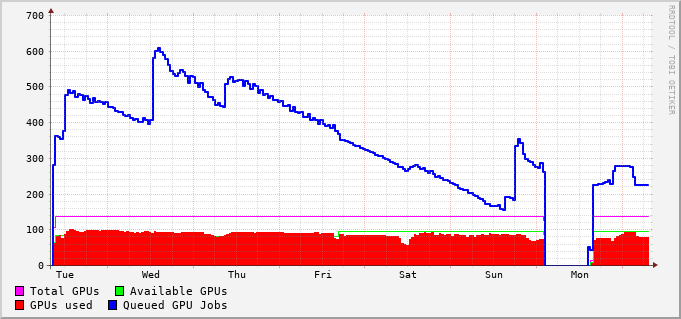 700
600
500
400
300
200
100
0
Tue Wed Thu Fri Sat Sun Mon
Total GPUs Available GPUs
GPUs used Queued GPU Jobs
RRDTOOL / TOBI OETIKER